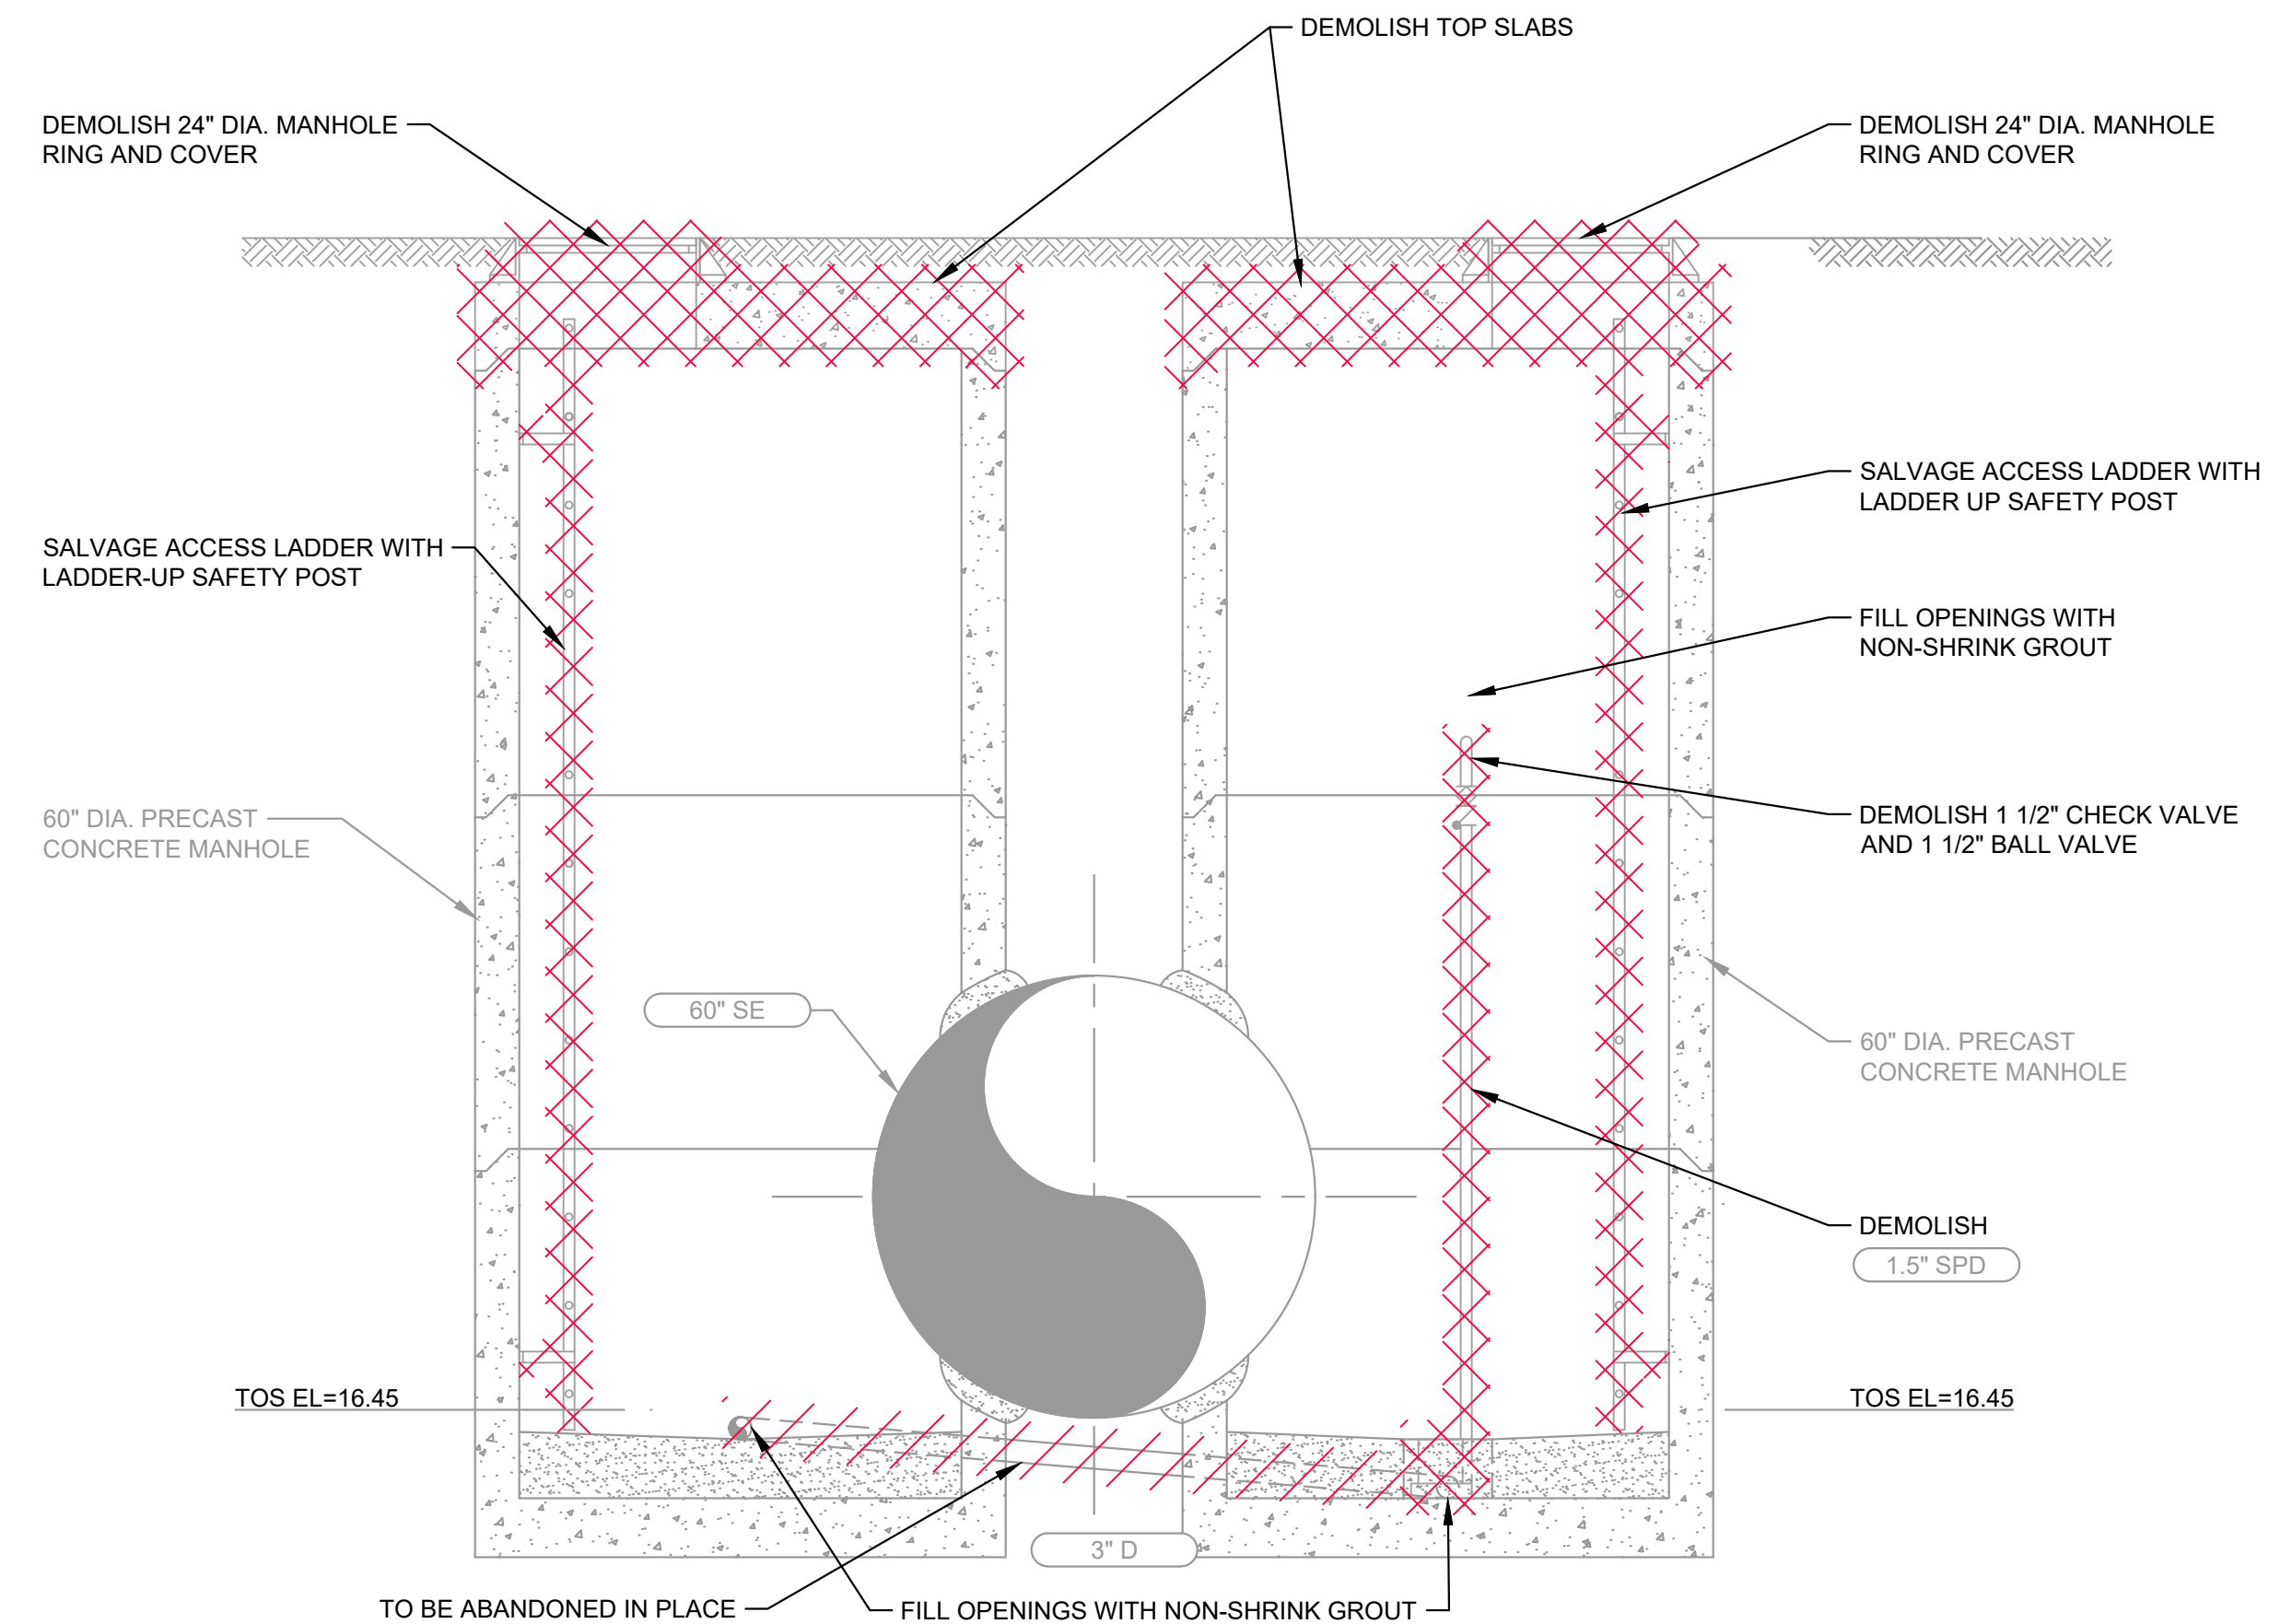 DEMOLISH TOP SLABS
DEMOLISH 24" DIA. MANHOLE
RING AND COVER
DEMOLISH 24" DIA. MANHOLE
RING AND COVER
SALVAGE ACCESS LADDER WITH
LADDER UP SAFETY POST
SALVAGE ACCESS LADDER WITH
LADDER-UP SAFETY POST
FILL OPENINGS WITH
NON-SHRINK GROUT
60" DIA. PRECAST
CONCRETE MANHOLE
DEMOLISH 1 1/2" CHECK VALVE
AND 1 1/2" BALL VALVE
60" SE
60" DIA. PRECAST
CONCRETE MANHOLE
DEMOLISH
1.5" SPD
TOS EL=16.45
TOS EL=16.45
3" D
TO BE ABANDONED IN PLACE
FILL OPENINGS WITH NON-SHRINK GROUT